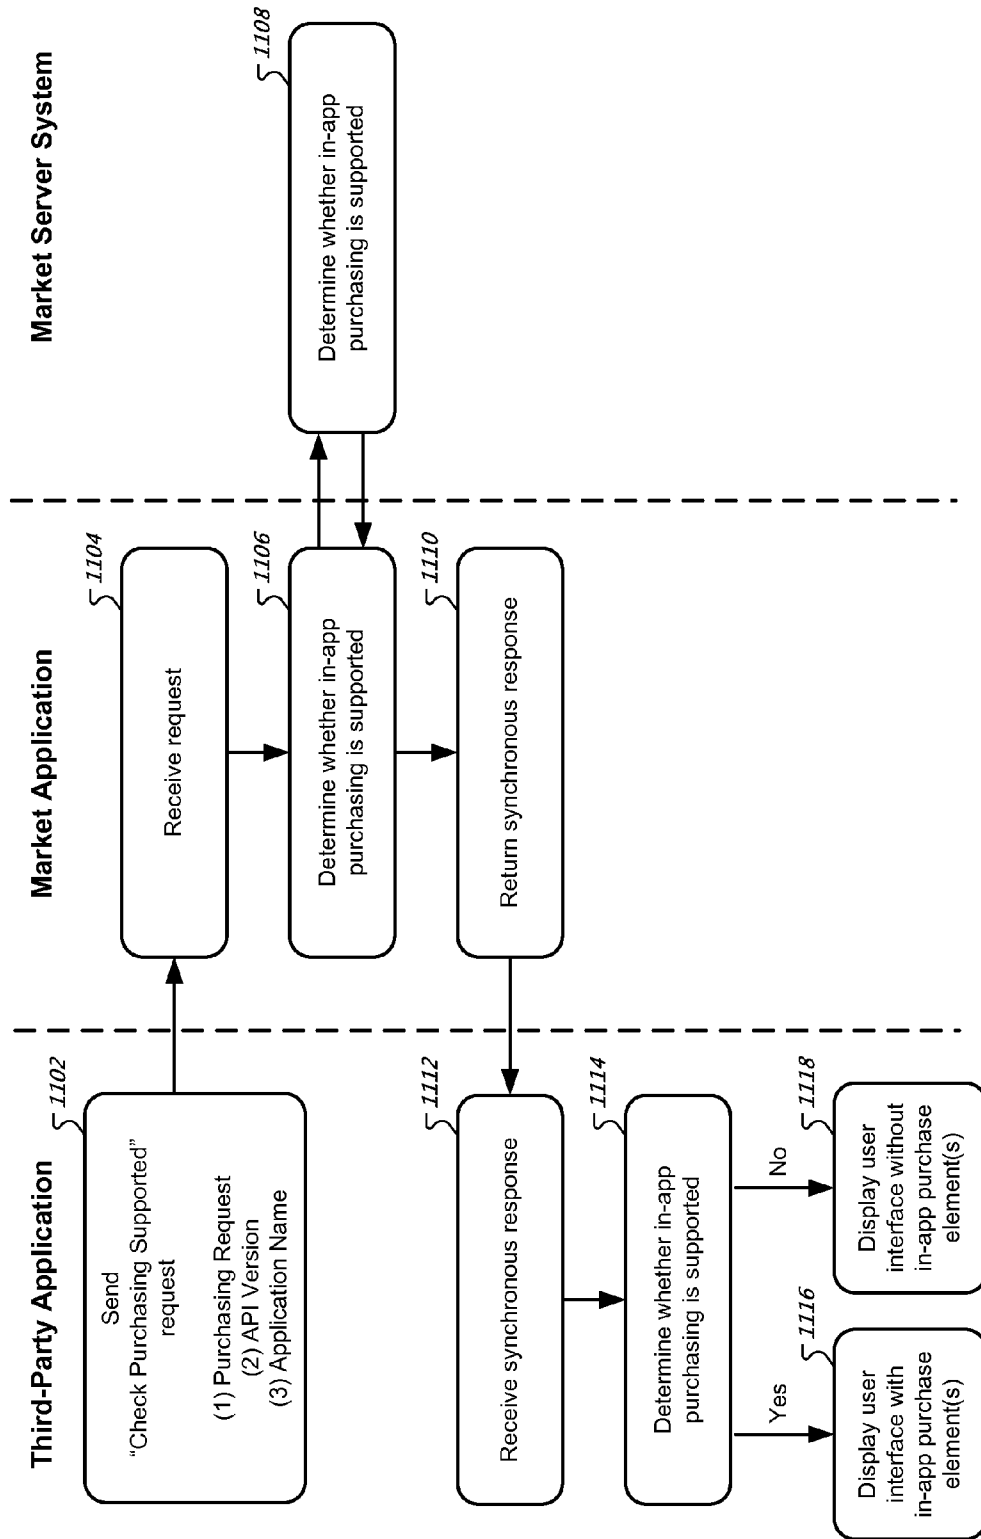 Third-Party Application
Market Application
Market Server System
1102
Send
“Check Purchasing Supported”
request
(1) Purchasing Request
(2) API Version
(3) Application Name
1104
Receive request
1106
Determine whether in-app
purchasing is supported
1108
Determine whether in-app
purchasing is supported
1110
Return synchronous response
1112
Receive synchronous response
1114
Determine whether in-app
purchasing is supported
Yes
No
1116
Display user
interface with
in-app purchase
element(s)
1118
Display user
interface without
in-app purchase
element(s)